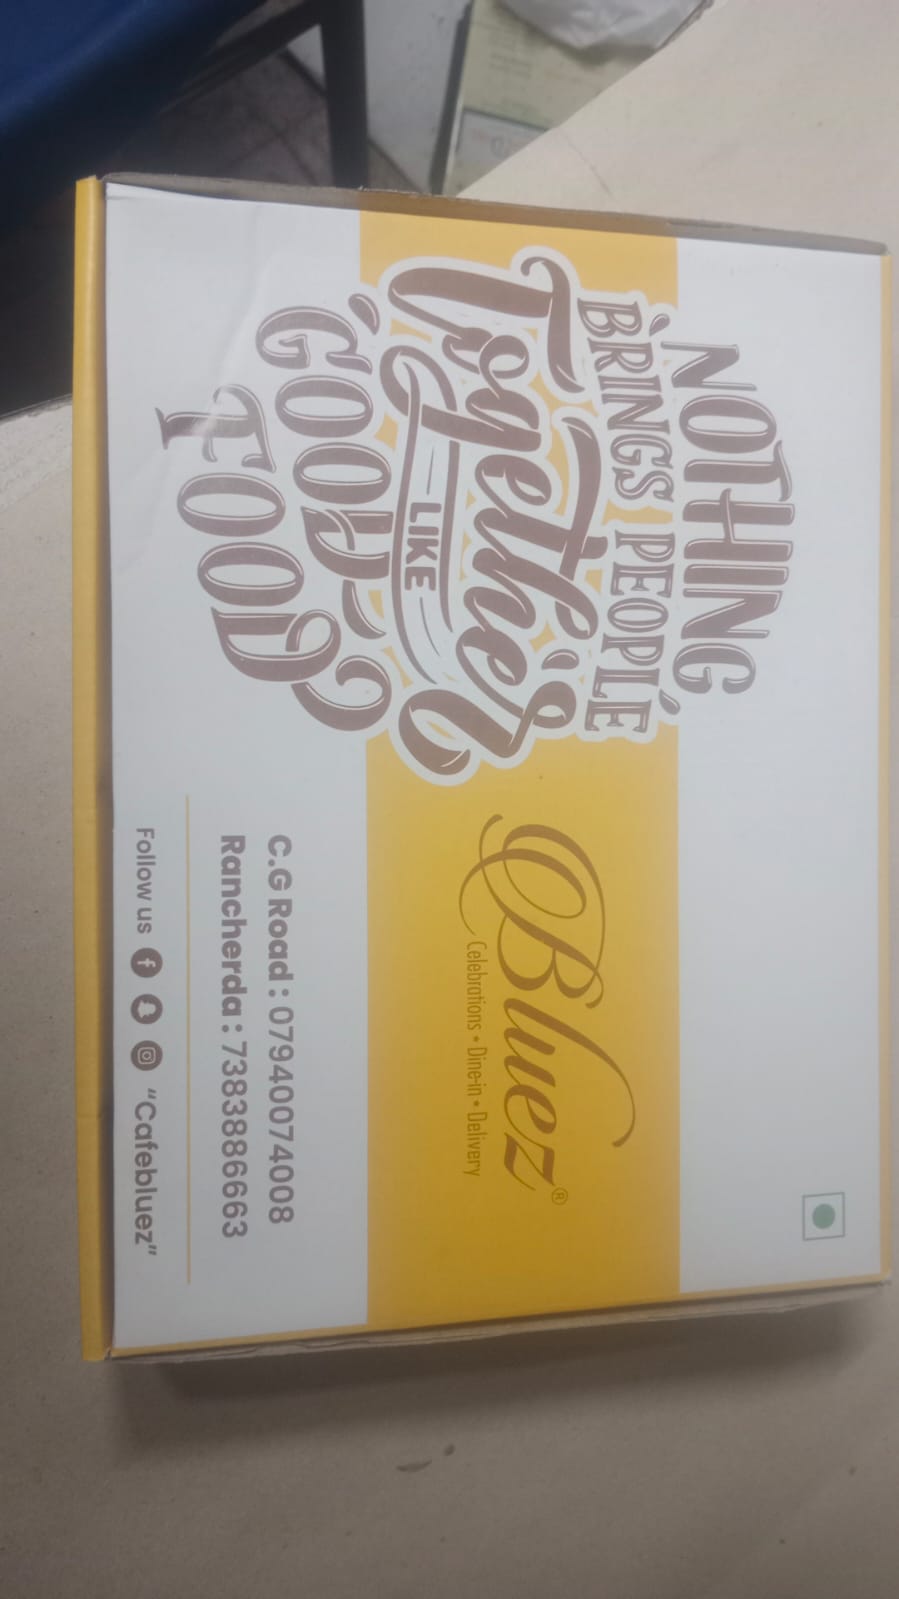 NOTHING
BRINGS PEOPLE
Together
LIKE
GOOD
FOOD
Bluez®
Celebrations • Dine-in • Delivery
C.G Road : 07940074008
Rancherda : 7383886663
Follow us "Cafebluez"